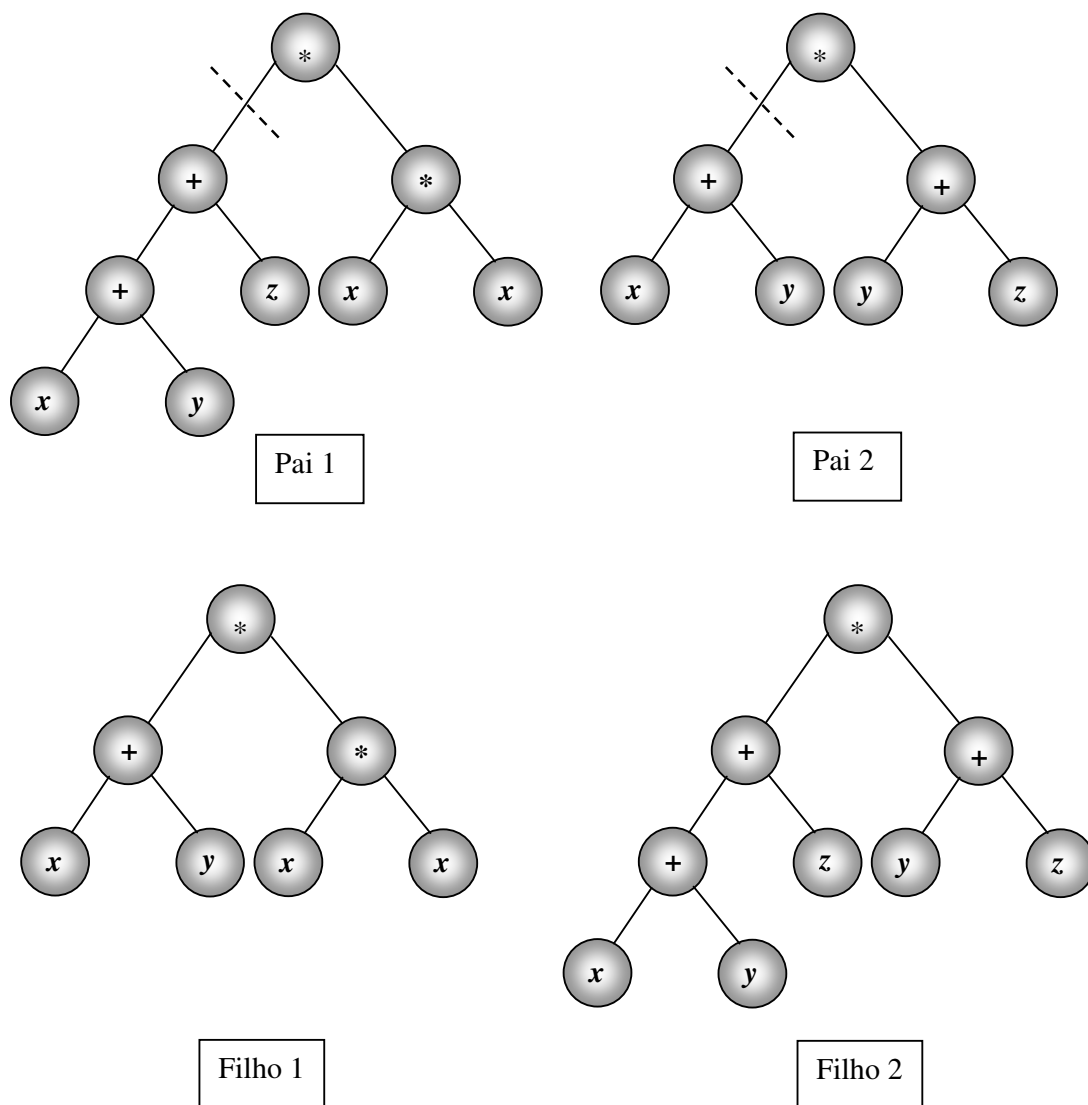 * *
+ * + +
+ z x x x y y z
x y
Pai 1 Pai 2
* *
+ * + +
x y x x + z y z
x y
Filho 1 Filho 2